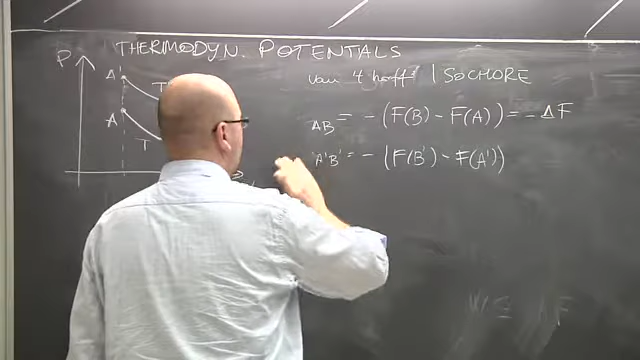 THERMODYN. POTENTIALS
P
A'
T
A
T
van 't hoff ISOCHORE
AB = - (F(B) - F(A)) = - ΔF
A'B' = - (F(B') - F(A'))
W ≤ F